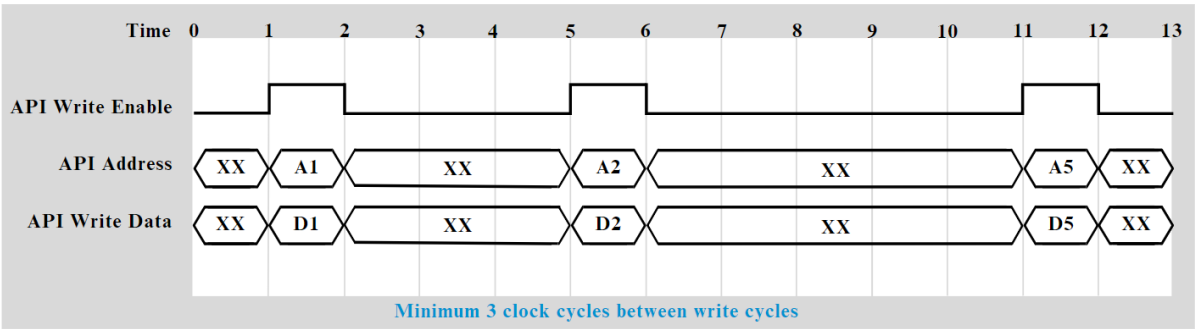 Time 0 1 2 3 4 5 6 7 8 9 10 11 12 13
API Write Enable
API Address XX A1 XX A2 XX A5 XX
API Write Data XX D1 XX D2 XX D5 XX
Minimum 3 clock cycles between write cycles